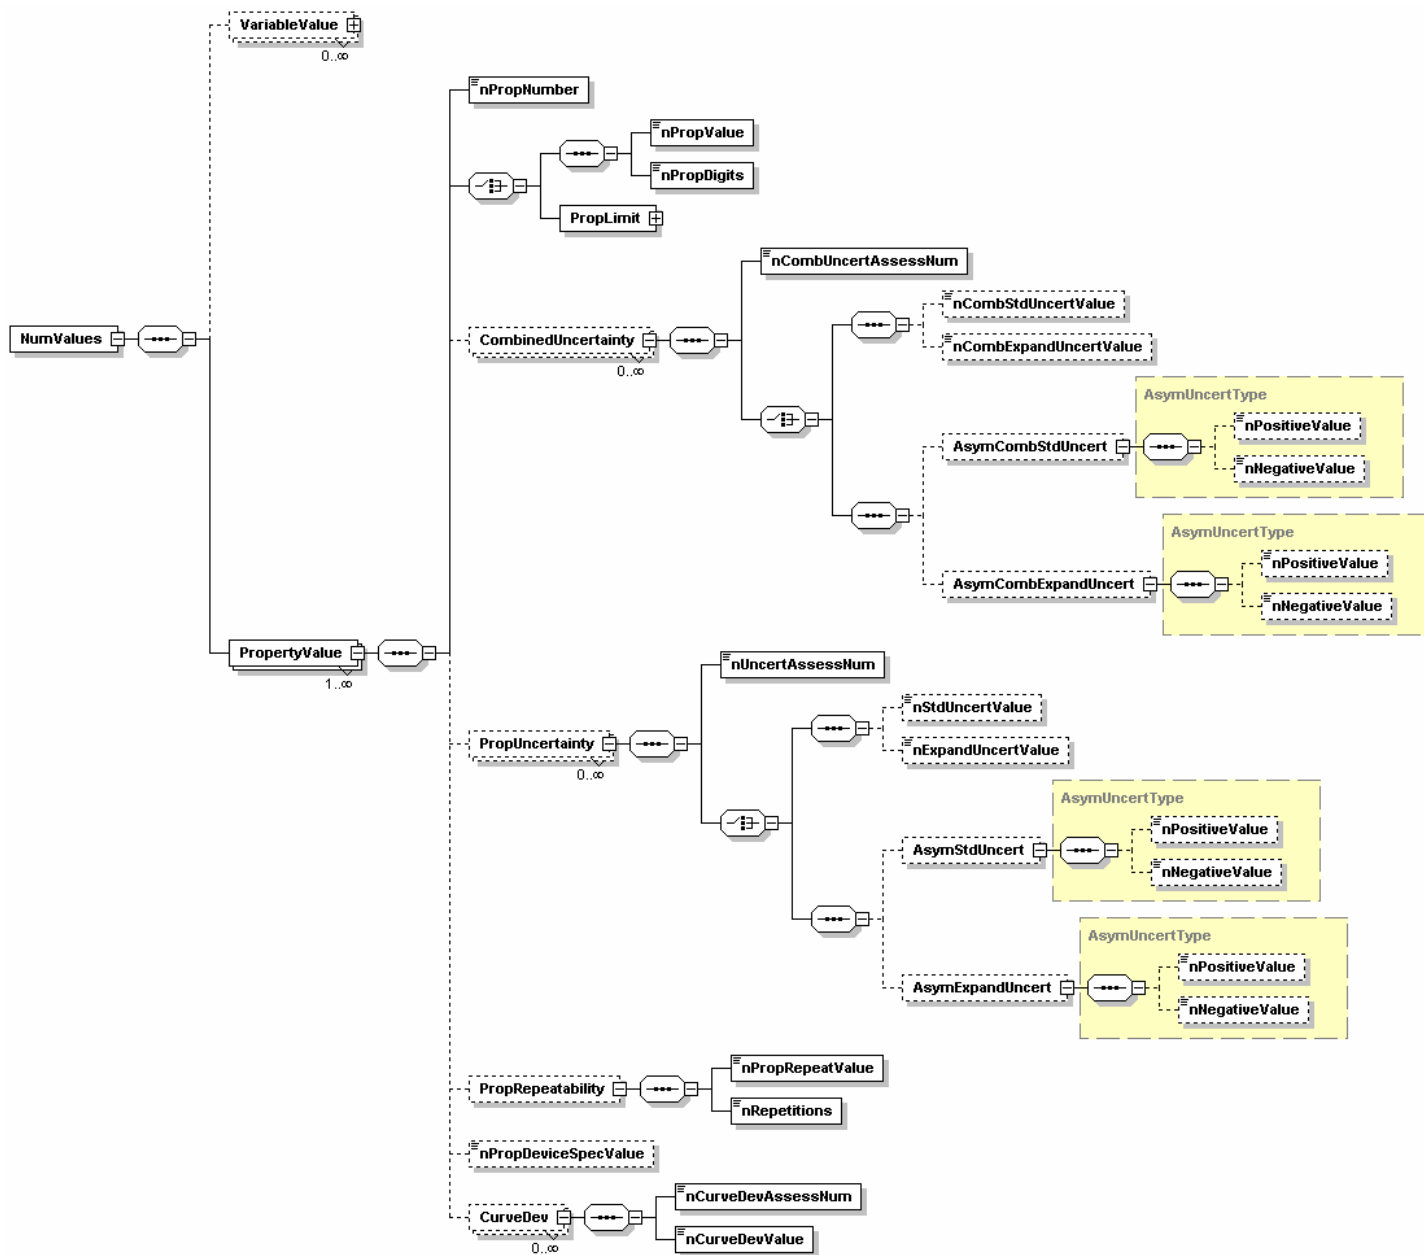 VariableValue
0..∞
nPropNumber
nPropValue
nPropDigits
PropLimit
nCombUncertAssessNum
nCombStdUncertValue
nCombExpandUncertValue
NumValues
CombinedUncertainty
0..∞
AsymUncertType
nPositiveValue
AsymCombStdUncert
nNegativeValue
AsymUncertType
nPositiveValue
AsymCombExpandUncert
nNegativeValue
PropertyValue
1..∞
nUncertAssessNum
nStdUncertValue
PropUncertainty
0..∞
nExpandUncertValue
AsymUncertType
nPositiveValue
AsymStdUncert
nNegativeValue
AsymUncertType
nPositiveValue
AsymExpandUncert
nNegativeValue
nPropRepeatValue
PropRepeatability
nRepetitions
nPropDeviceSpecValue
nCurveDevAssessNum
CurveDev
0..∞
nCurveDevValue